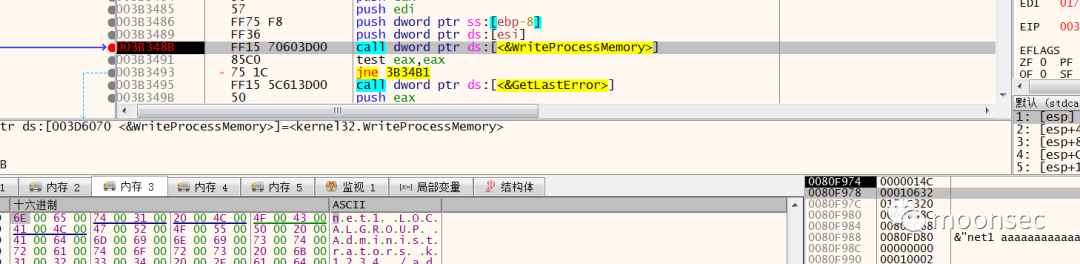 003B3485 57 push edi
003B3486 FF75 F8 push dword ptr ss:[ebp-8]
003B3489 FF36 push dword ptr ds:[esi]
003B348B FF15 70603D00 call dword ptr ds:[<&WriteProcessMemory>]
003B3491 85C0 test eax,eax
003B3493 75 1C jne 3B34B1
003B3495 FF15 5C613D00 call dword ptr ds:[<&GetLastError>]
003B349B 50 push eax
EDI 017
EIP 003
EFLAGS
ZF 0 PF
OF 0 SF
默认 (stdca
1: [esp]
2: [esp+4
3: [esp+8
4: [esp+C
5: [esp+1
tr ds:[003D6070 <&WriteProcessMemory>]=<kernel32.WriteProcessMemory>
B
1 内存 2 内存 3 内存 4 内存 5 监视 1 局部变量 结构体
十六进制 ASCII
6E 00 65 00 74 00 31 00 20 00 4C 00 4F 00 43 00 n.e.t.1. .L.O.C.
41 00 4C 00 47 00 52 00 4F 00 55 00 50 00 20 00 A.L.G.R.O.U.P. .
41 00 64 00 6D 00 69 00 6E 00 69 00 73 00 74 00 A.d.m.i.n.i.s.t.
72 00 61 00 74 00 6F 00 72 00 73 00 20 00 6B 00 r.a.t.o.r.s. .k.
31 00 32 00 33 00 34 00 20 00 2F 00 61 00 64 00 1.2.3.4. ./.a.d.
0080F974 0000014C
0080F978 00010632
0080F97C
0080F980
0080F984
0080F988 0080FD80 &"net1 aaaaaaaaaaaa
0080F98C 00000000
0080F990 00010002
moonsec